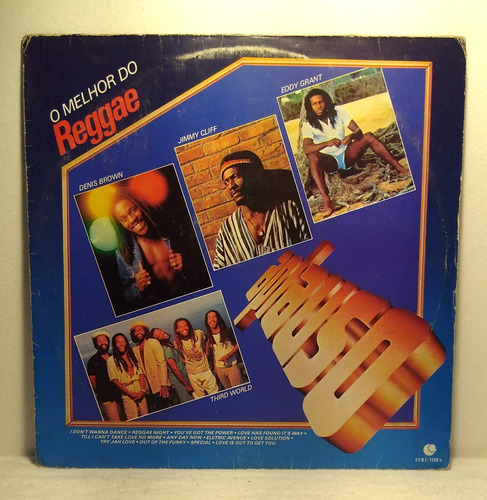 O MELHOR DO
Reggae
EDDY GRANT
JIMMY CLIFF
DENIS BROWN
THIRD WORLD
I DON'T WANNA DANCE • REGGAE NIGHT • YOU'VE GOT THE POWER • LOVE HAS FOUND IT'S WAY •
TILL I CAN'T TAKE LOVE NO MORE • ANY DAY NOW • ELETRIC AVENUE • LOVE SOLUTION •
TRY JAH LOVE • OUT OF THE FUNKY • SPECIAL • LOVE IS OUT TO GET YOU
COLUMBIA